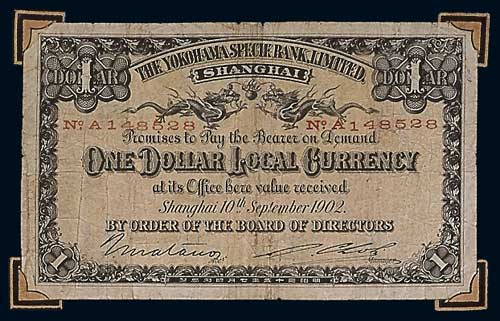 THE YOKOHAMA SPECIE BANK, LIMITED.
SHANGHAI
DOLLAR 1 DOLLAR 1
Nº A148528 Nº A148528
Promises to Pay the Bearer on Demand
ONE DOLLAR LOCAL CURRENCY
at its Office here value received
Shanghai 10th September 1902.
BY ORDER OF THE BOARD OF DIRECTORS
1 1